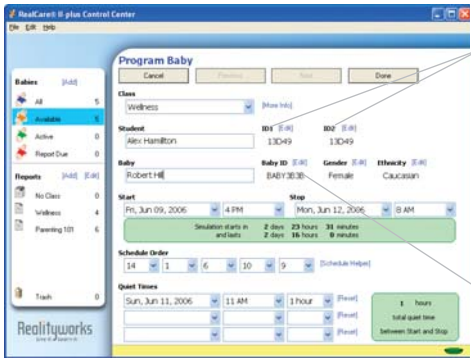 RealCare® II-plus Control Center
File Edit Help
Babies [Add]
All 5
Available 5
Active 0
Report Due 0
Reports [Add] [Edit]
No Class 0
Wellness 4
Parenting 101 6
Trash 0
Realityworks
Program Baby
Cancel Previous Next Done
Class
Wellness [More Info]
Student ID1 [Edit] ID2 [Edit]
Alex Hamilton 13D49 13D49
Baby Baby ID [Edit] Gender [Edit] Ethnicity [Edit]
Robert Hill BABY3B3B Female Caucasian
Start Stop
Fri, Jun 09, 2006 4 PM Mon, Jun 12, 2006 8 AM
Simulation starts in 2 days 23 hours 31 minutes
and lasts 2 days 16 hours 0 minutes
Schedule Order
14 1 6 10 9 [Schedule Helper]
Quiet Times
Sun, Jun 11, 2006 11 AM 1 hour [Reset]
[Reset]
[Reset]
1 hours
total quiet time
between Start and Stop